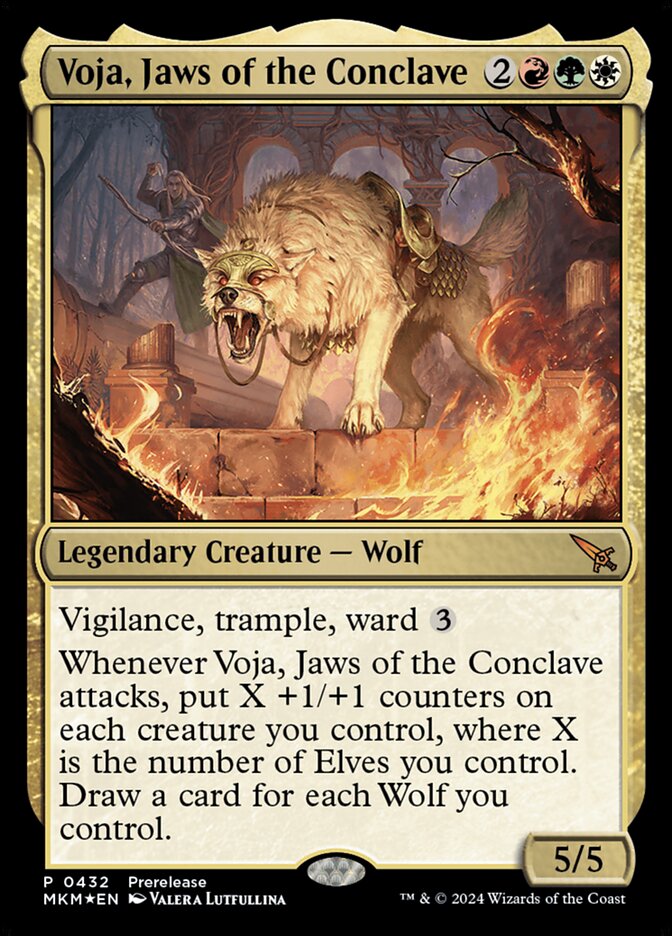 Voja, Jaws of the Conclave 2
Legendary Creature — Wolf
Vigilance, trample, ward 3
Whenever Voja, Jaws of the Conclave
attacks, put X +1/+1 counters on
each creature you control, where X
is the number of Elves you control.
Draw a card for each Wolf you
control.
5/5
P 0432 Prerelease
MKM★EN Valera Lutfullina
™ & © 2024 Wizards of the Coast